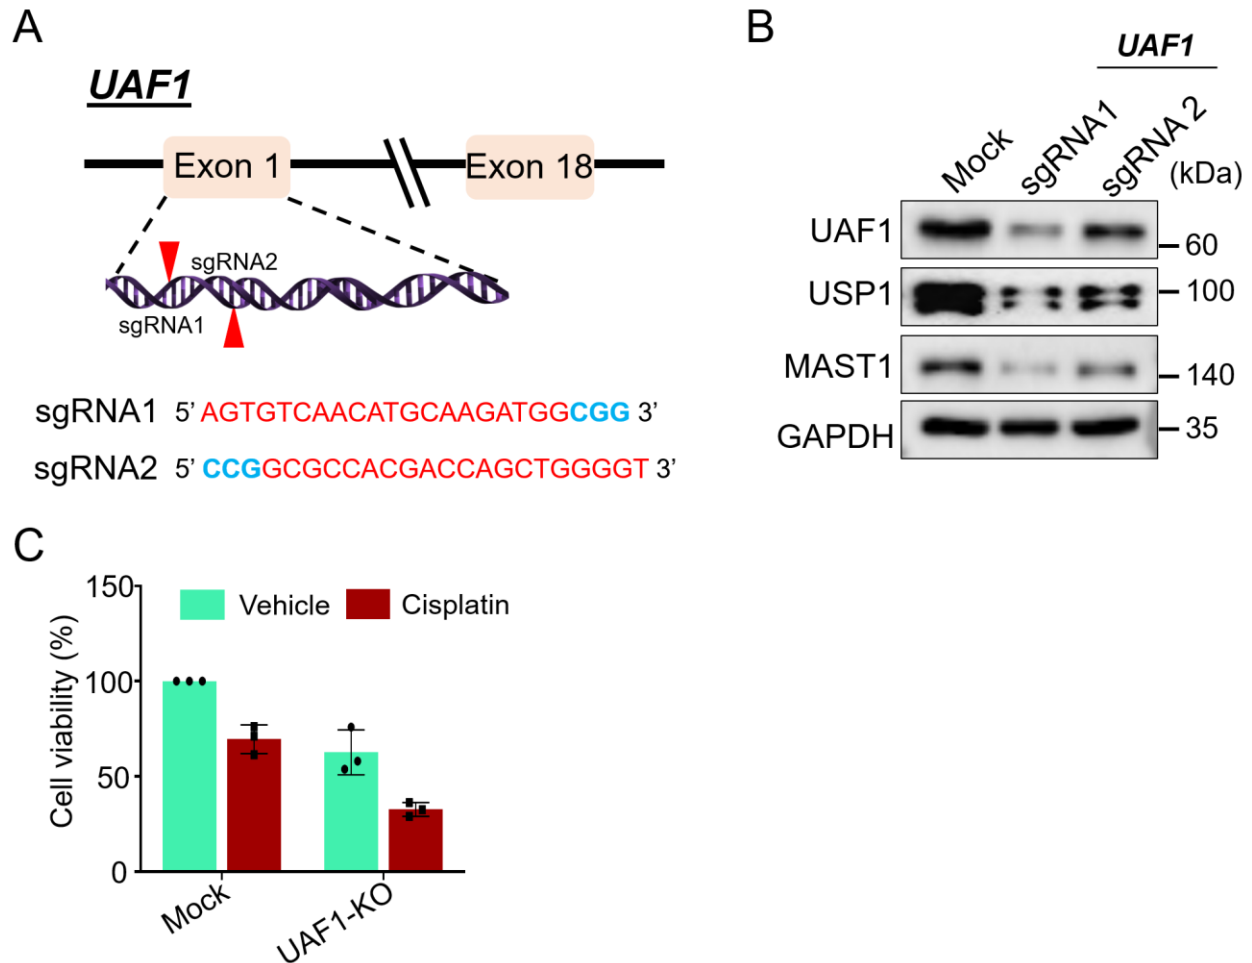 A
UAF1
Exon 1
Exon 18
sgRNA2
sgRNA1
sgRNA1 5’ AGTGTCAACATGCAAGATGGCGG 3’
sgRNA2 5’ CCGGCGCCACGACCAGCTGGGGT 3’
B
UAF1
Mock sgRNA1 sgRNA 2 (kDa)
UAF1 60
USP1 100
MAST1 140
GAPDH 35
C
Cell viability (%)
150
100
50
0
Vehicle Cisplatin
Mock UAF1-KO